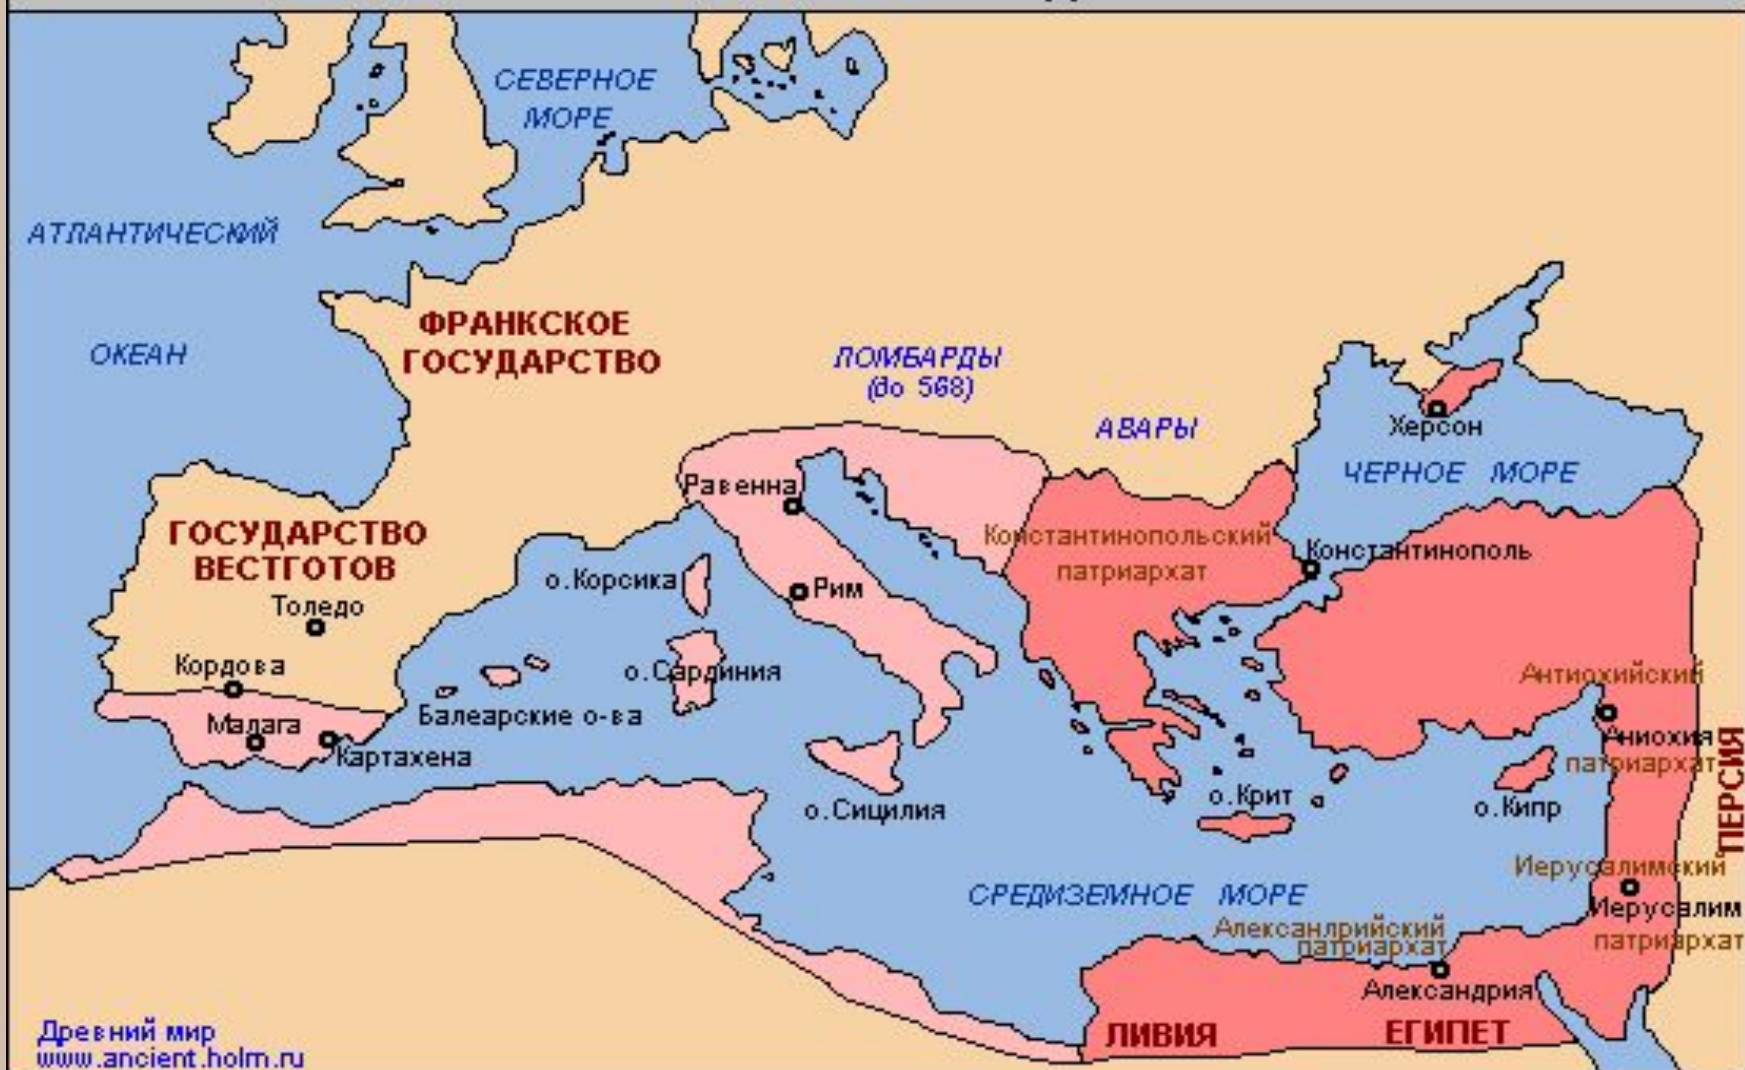 СЕВЕРНОЕ
МОРЕ
АТЛАНТИЧЕСКИЙ
ОКЕАН
ФРАНКСКОЕ
ГОСУДАРСТВО
ЛОМБАРДЫ
(до 568)
АВАРЫ
Херсон
ЧЕРНОЕ МОРЕ
Равенна
ГОСУДАРСТВО
ВЕСТГОТОВ
Константинопольский
патриархат
Константинополь
о.Корсика
Рим
Толедо
Кордова
о.Сардиния
Антиохийский
Малага
Балеарские о-ва
Аниохия
патриархат
Картахена
ПЕРСИЯ
о.Сицилия
о.Крит
о.Кипр
Иерусалимский
СРЕДИЗЕМНОЕ МОРЕ
Иерусалим
патриархат
Алексанлрийский
патриархат
Александрия
ЛИВИЯ
ЕГИПЕТ
Древний мир
www.ancient.holm.ru